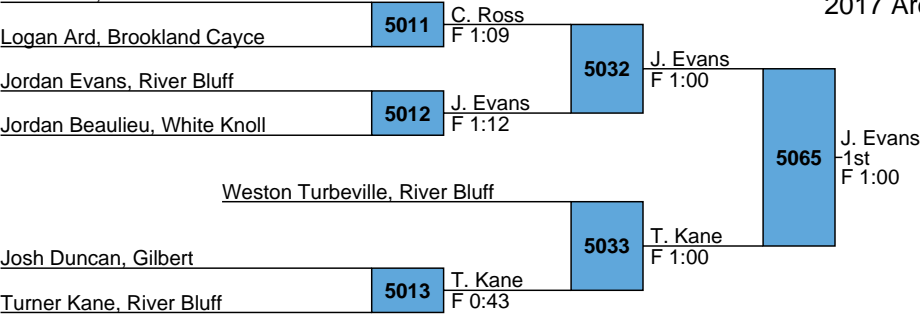 2017
5011
C. Ross
F 1:09
Logan Ard, Brookland Cayce
5032
J. Evans
F 1:00
Jordan Evans, River Bluff
5012
J. Evans
F 1:12
Jordan Beaulieu, White Knoll
5065
J. Evans
1st
F 1:00
Weston Turbeville, River Bluff
5033
T. Kane
F 1:00
Josh Duncan, Gilbert
5013
T. Kane
F 0:43
Turner Kane, River Bluff